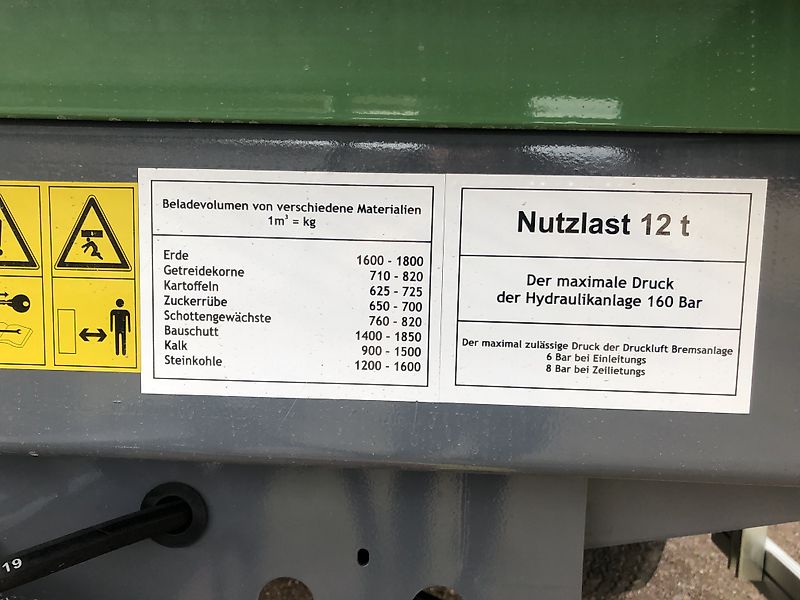 Beladevolumen von verschiedene Materialien
1m³ = kg
Erde 1600 - 1800
Getreidekorne 710 - 820
Kartoffeln 625 - 725
Zuckerrübe 650 - 700
Schottengewächste 760 - 820
Bauschutt 1400 - 1850
Kalk 900 - 1500
Steinkohle 1200 - 1600
Nutzlast 12 t
Der maximale Druck
der Hydraulikanlage 160 Bar
Der maximal zulässige Druck der Druckluft Bremsanlage
6 Bar bei Einleitungs
8 Bar bei Zeilietungs
19